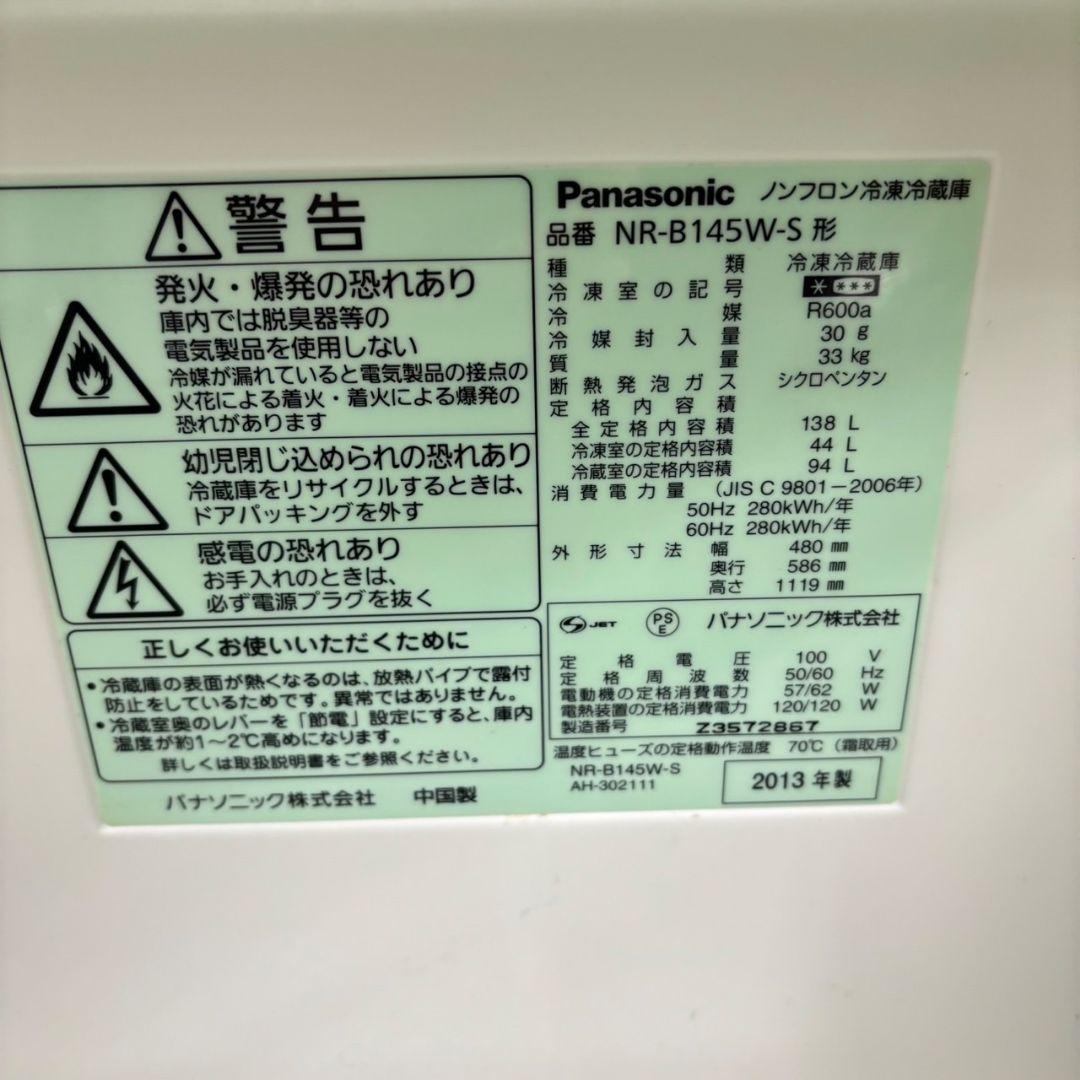 警告
発火・爆発の恐れあり
庫内では脱臭器等の
電気製品を使用しない
冷媒が漏れていると電気製品の接点の
火花による着火・着火による爆発の
恐れがあります
幼児閉じ込められの恐れあり
冷蔵庫をリサイクルするときは、
ドアパッキングを外す
感電の恐れあり
お手入れのときは、
必ず電源プラグを抜く
正しくお使いいただくために
・冷蔵庫の表面が熱くなるのは、放熱パイプで露付
防止をしているためです。異常ではありません。
・冷蔵室奥のレバーを「節電」設定にすると、庫内
温度が約1～2℃高めになります。
詳しくは取扱説明書をご参照ください。
パナソニック株式会社 中国製
Panasonic ノンフロン冷凍冷蔵庫
品番 NR-B145W-S 形
種類 冷凍冷蔵庫
冷凍室の記号 * ***
冷媒 R600a
冷媒封入量 30 g
質量 33 kg
断熱発泡ガス シクロペンタン
定格内容積
全定格内容積 138 L
冷凍室の定格内容積 44 L
冷蔵室の定格内容積 94 L
消費電力量 (JIS C 9801-2006年)
50Hz 280kWh/年
60Hz 280kWh/年
外形寸法 幅 480 mm
奥行 586 mm
高さ 1119 mm
S JET PS E パナソニック株式会社
定格電圧 100 V
定格周波数 50/60 Hz
電動機の定格消費電力 57/62 W
電熱装置の定格消費電力 120/120 W
製造番号 Z3572867
温度ヒューズの定格動作温度 70℃ (霜取用)
NR-B145W-S
AH-302111
2013 年製